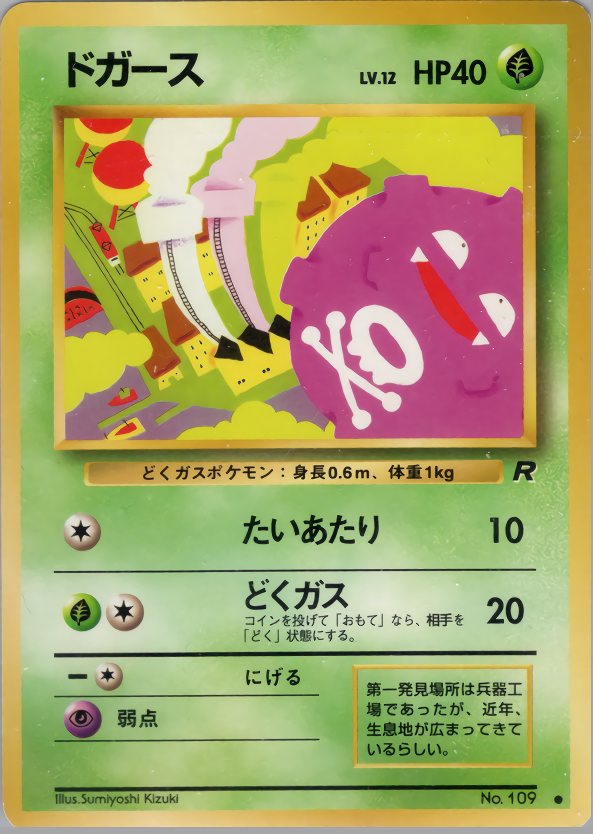 ドガース LV.12 HP40
どくガスポケモン：身長0.6m、体重1kg R
たいあたり 10
どくガス 20
コインを投げて「おもて」なら、相手を
「どく」状態にする。
にげる
弱点
第一発見場所は兵器工
場であったが、近年、
生息地が広まってきて
いるらしい。
Illus.Sumiyoshi Kizuki No. 109